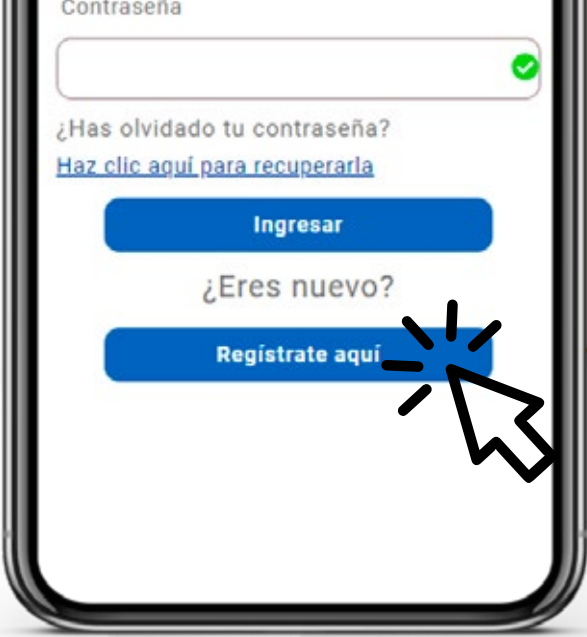 Contraseña
¿Has olvidado tu contraseña?
Haz clic aquí para recuperarla
Ingresar
¿Eres nuevo?
Regístrate aquí